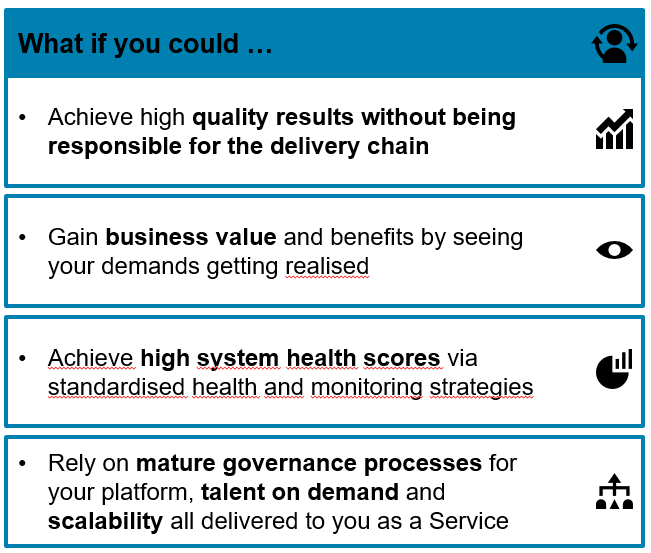 What if you could …
• Achieve high quality results without being
responsible for the delivery chain
• Gain business value and benefits by seeing
your demands getting realised
• Achieve high system health scores via
standardised health and monitoring strategies
• Rely on mature governance processes for
your platform, talent on demand and
scalability all delivered to you as a Service